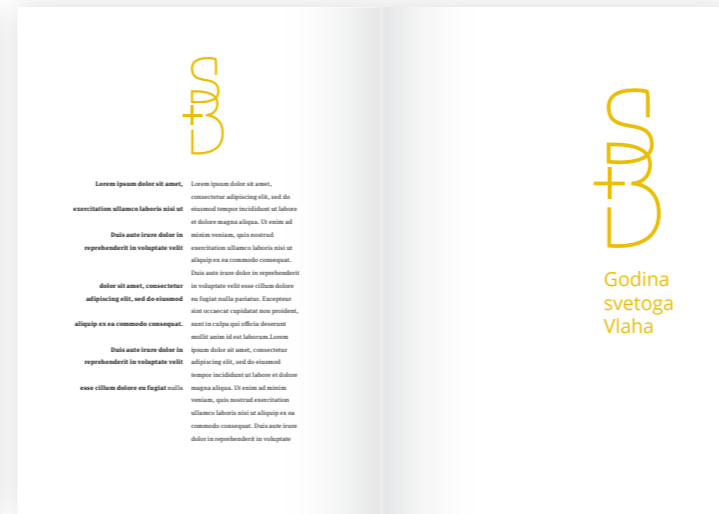 SB
Lorem ipsum dolor sit amet,
exercitation ullamco laboris nisi ut
Duis aute irure dolor in
reprehenderit in voluptate velit
dolor sit amet, consectetur
adipiscing elit, sed do eiusmod
aliquip ex ea commodo consequat.
Duis aute irure dolor in
reprehenderit in voluptate velit
esse cillum dolore eu fugiat nulla
Lorem ipsum dolor sit amet,
consectetur adipiscing elit, sed do
eiusmod tempor incididunt ut labore
et dolore magna aliqua. Ut enim ad
minim veniam, quis nostrud
exercitation ullamco laboris nisi ut
aliquip ex ea commodo consequat.
Duis aute irure dolor in reprehenderit
in voluptate velit esse cillum dolore
eu fugiat nulla pariatur. Excepteur
sint occaecat cupidatat non proident,
sunt in culpa qui officia deserunt
mollit anim id est laborum.Lorem
ipsum dolor sit amet, consectetur
adipiscing elit, sed do eiusmod
tempor incididunt ut labore et dolore
magna aliqua. Ut enim ad minim
veniam, quis nostrud exercitation
ullamco laboris nisi ut aliquip ex ea
commodo consequat. Duis aute irure
dolor in reprehenderit in voluptate
SB
Godina
svetoga
Vlaha